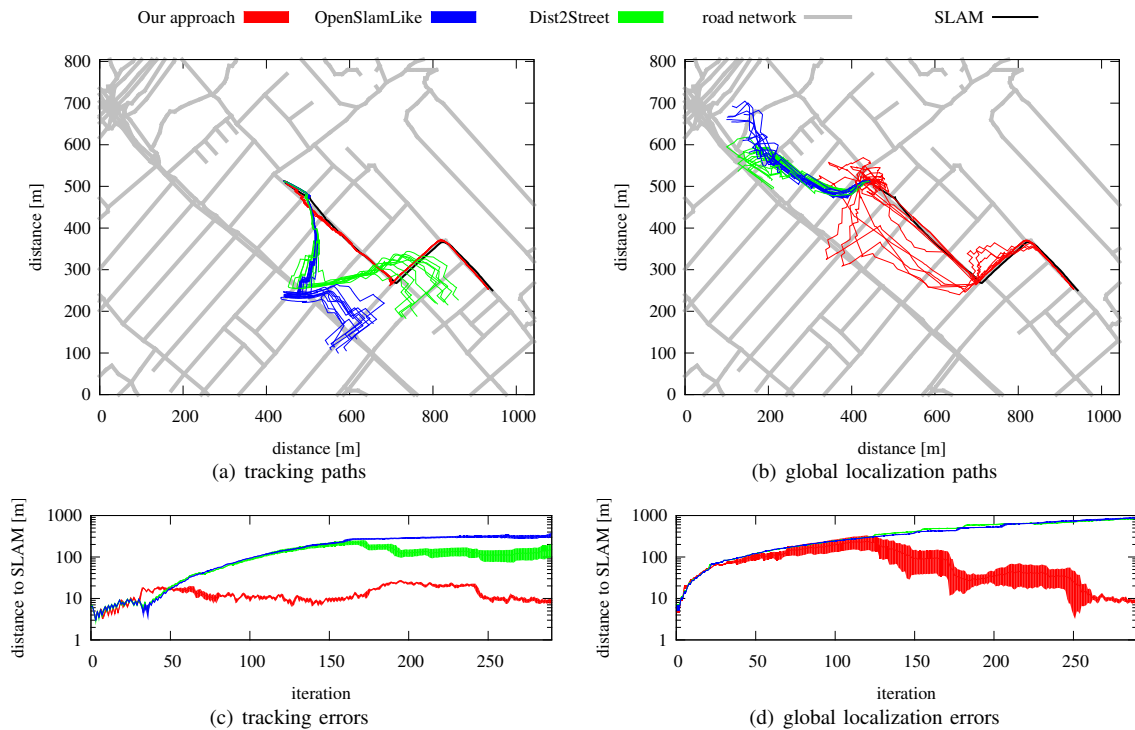 Our approach OpenSlamLike Dist2Street road network SLAM
800
700
600
500
400
300
200
100
0
distance [m]
0 200 400 600 800 1000
distance [m]
(a) tracking paths
800
700
600
500
400
300
200
100
0
distance [m]
0 200 400 600 800 1000
distance [m]
(b) global localization paths
1000
100
10
1
distance to SLAM [m]
0 50 100 150 200 250
iteration
(c) tracking errors
1000
100
10
1
distance to SLAM [m]
0 50 100 150 200 250
iteration
(d) global localization errors